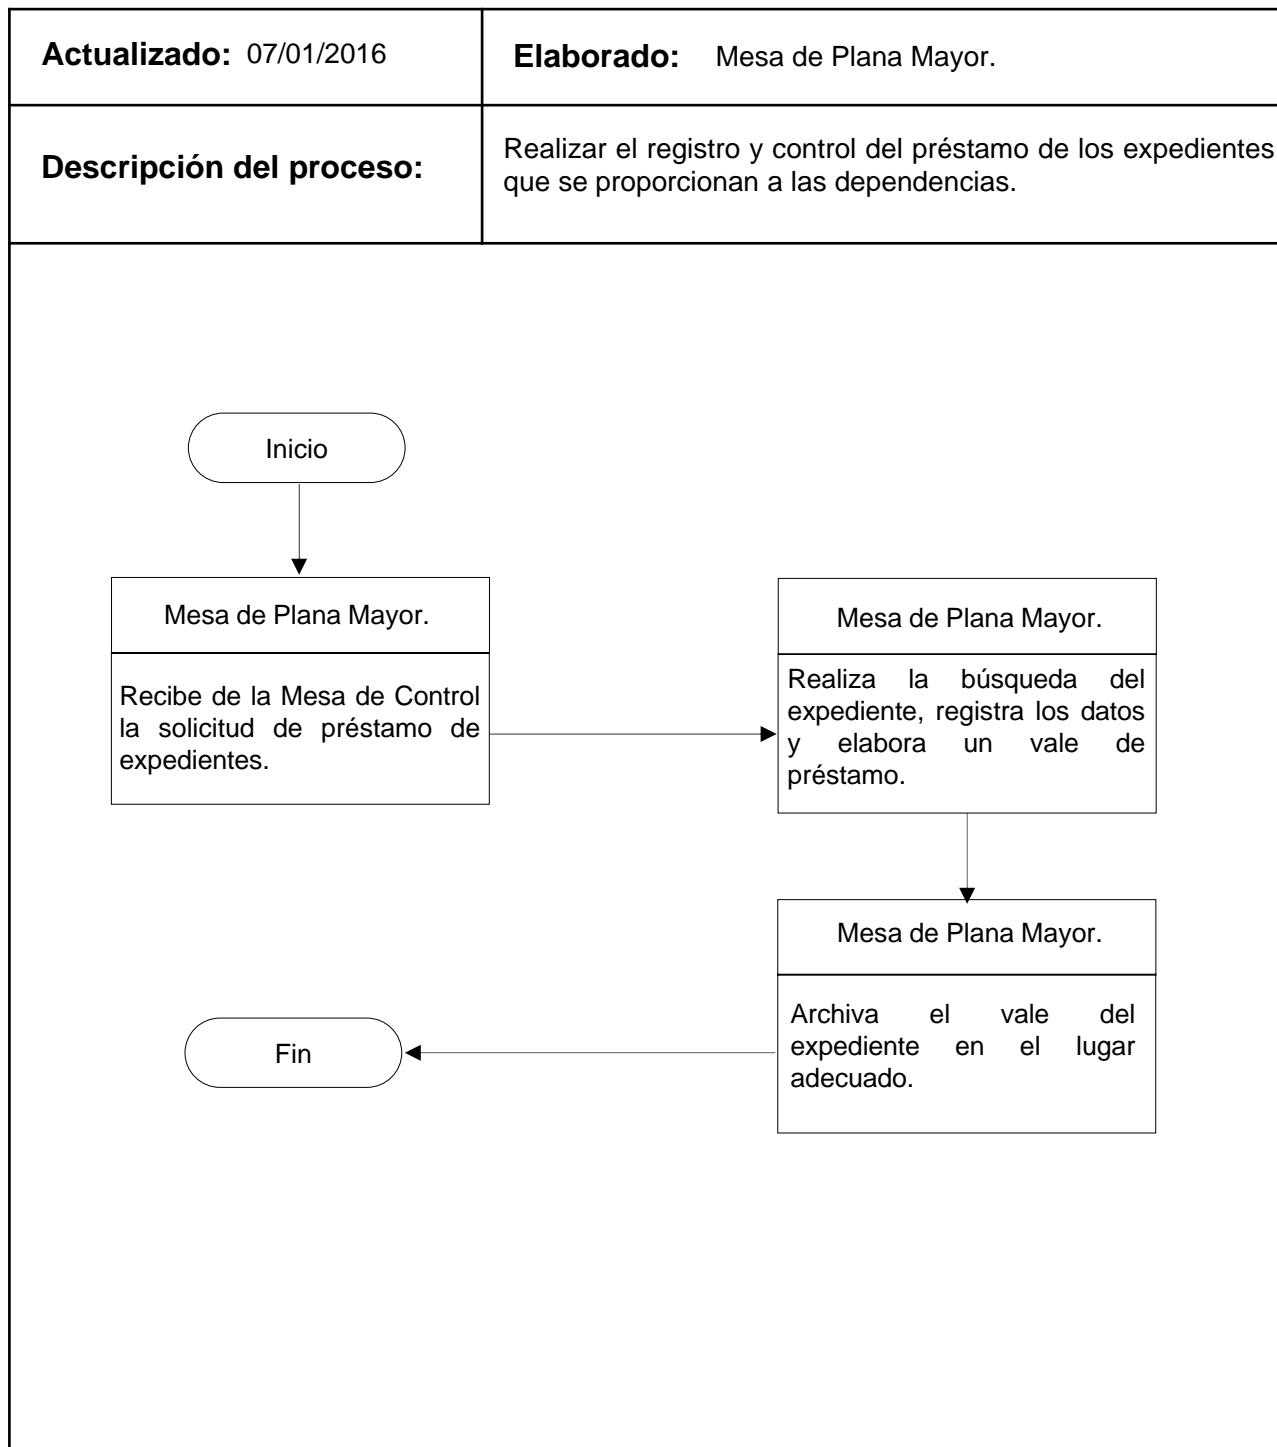 Actualizado: 07/01/2016
Elaborado: Mesa de Plana Mayor.
Descripción del proceso:
Realizar el registro y control del préstamo de los expedientes
que se proporcionan a las dependencias.
Inicio
Mesa de Plana Mayor.
Recibe de la Mesa de Control
la solicitud de préstamo de
expedientes.
Mesa de Plana Mayor.
Realiza la búsqueda del
expediente, registra los datos
y elabora un vale de
préstamo.
Mesa de Plana Mayor.
Archiva el vale del
expediente en el lugar
adecuado.
Fin